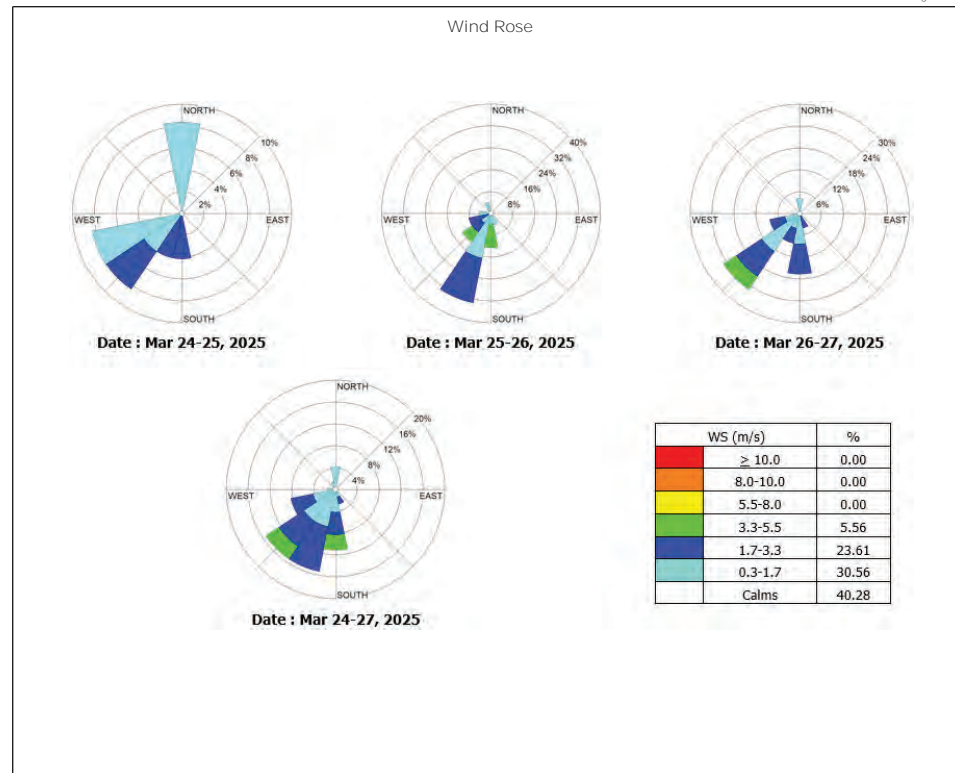 Wind Rose
NORTH
10%
8%
6%
4%
2%
WEST
EAST
SOUTH
Date : Mar 24-25, 2025
NORTH
40%
32%
24%
16%
8%
WEST
EAST
SOUTH
Date : Mar 25-26, 2025
NORTH
30%
24%
18%
12%
6%
WEST
EAST
SOUTH
Date : Mar 26-27, 2025
NORTH
20%
16%
12%
8%
4%
WEST
EAST
SOUTH
Date : Mar 24-27, 2025
WS (m/s) %
≥ 10.0 0.00
8.0-10.0 0.00
5.5-8.0 0.00
3.3-5.5 5.56
1.7-3.3 23.61
0.3-1.7 30.56
Calms 40.28